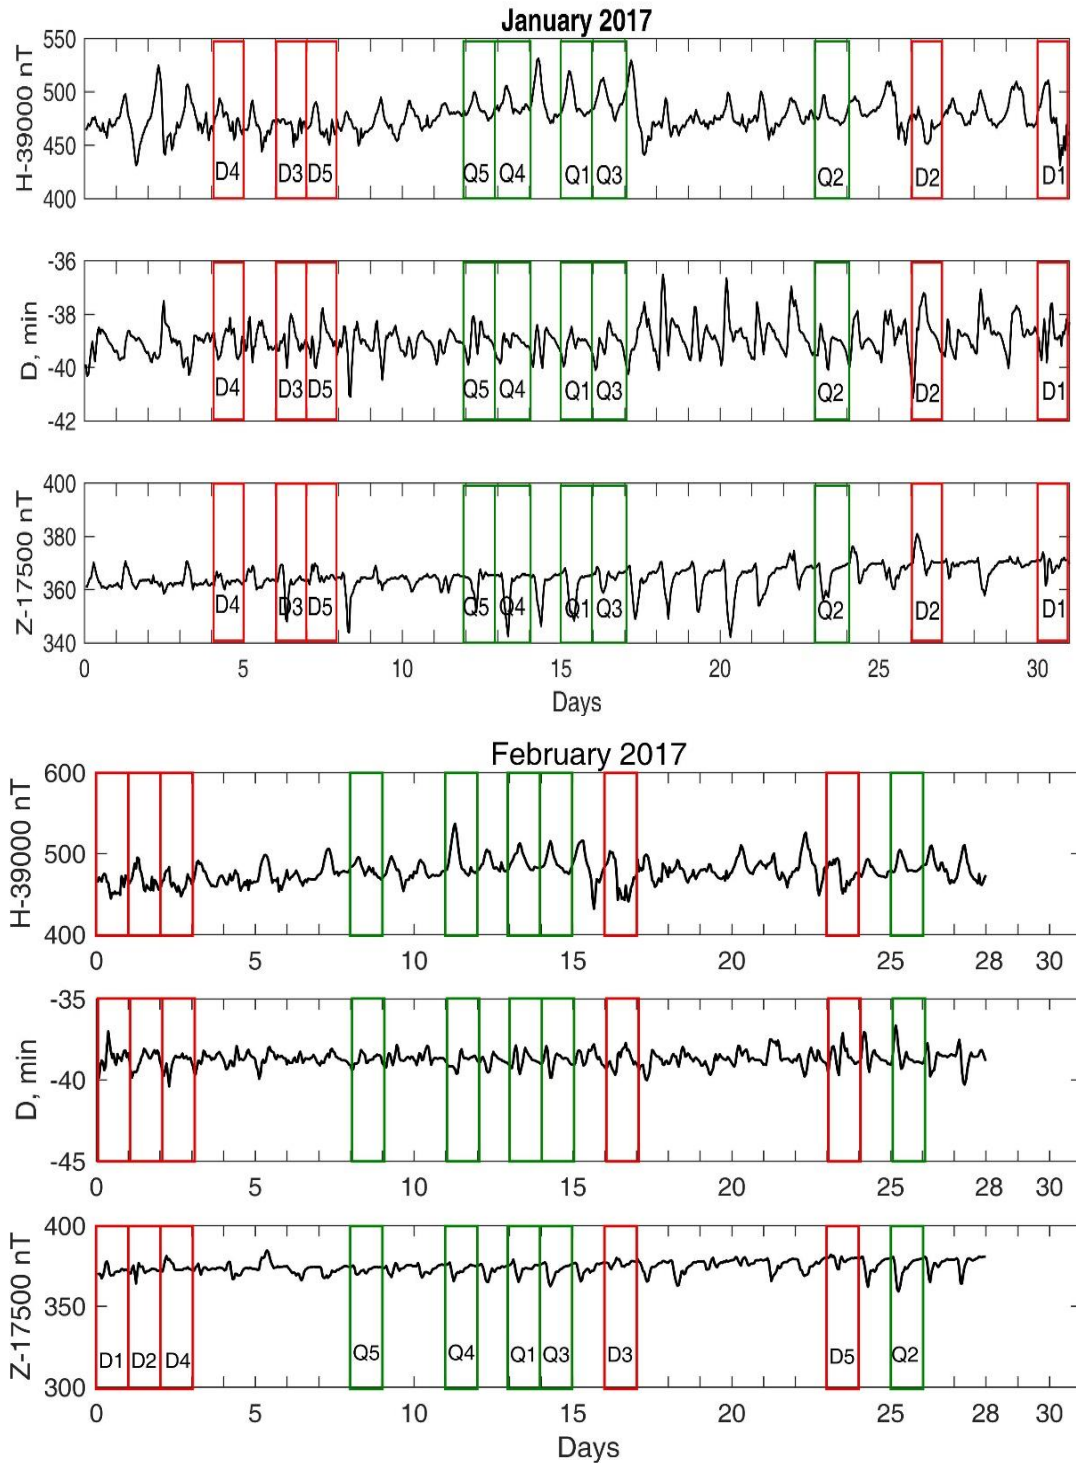 January 2017
H-39000 nT
550
500
450
400
D4 D3 D5 Q5 Q4 Q1 Q3 Q2 D2 D1
D, min
-36
-38
-40
-42
D4 D3 D5 Q5 Q4 Q1 Q3 Q2 D2 D1
Z-17500 nT
400
380
360
340
D4 D3 D5 Q5 Q4 Q1 Q3 Q2 D2 D1
0 5 10 15 20 25 30
Days
February 2017
H-39000 nT
600
500
400
0 5 10 15 20 25 28 30
D, min
-35
-40
-45
0 5 10 15 20 25 28 30
Z-17500 nT
400
350
300
D1 D2 D4 Q5 Q4 Q1 Q3 D3 D5 Q2
0 5 10 15 20 25 28 30
Days